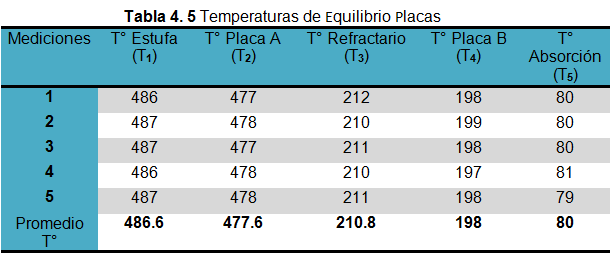 Tabla 4. 5 Temperaturas de Equilibrio Placas
Mediciones T° Estufa (T1) T° Placa A (T2) T° Refractario (T3) T° Placa B (T4) T° Absorción (T5)
1 486 477 212 198 80
2 487 478 210 199 80
3 487 477 211 198 80
4 486 478 210 197 81
5 487 478 211 198 79
Promedio T° 486.6 477.6 210.8 198 80